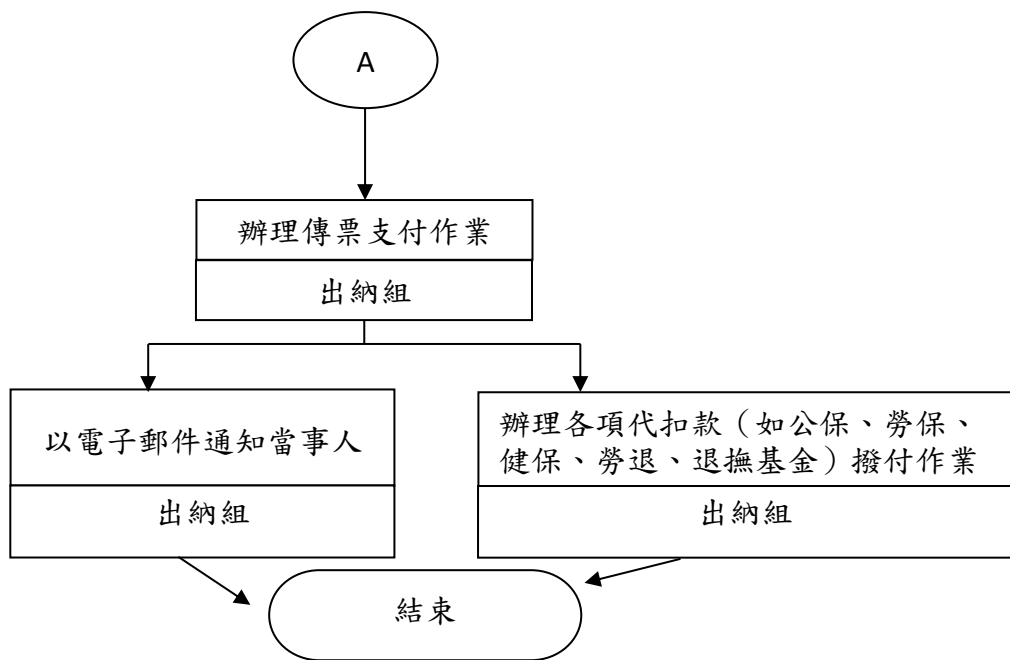 A
辦理傳票支付作業
出納組
以電子郵件通知當事人
出納組
辦理各項代扣款（如公保、勞保、
健保、勞退、退撫基金）撥付作業
出納組
結束